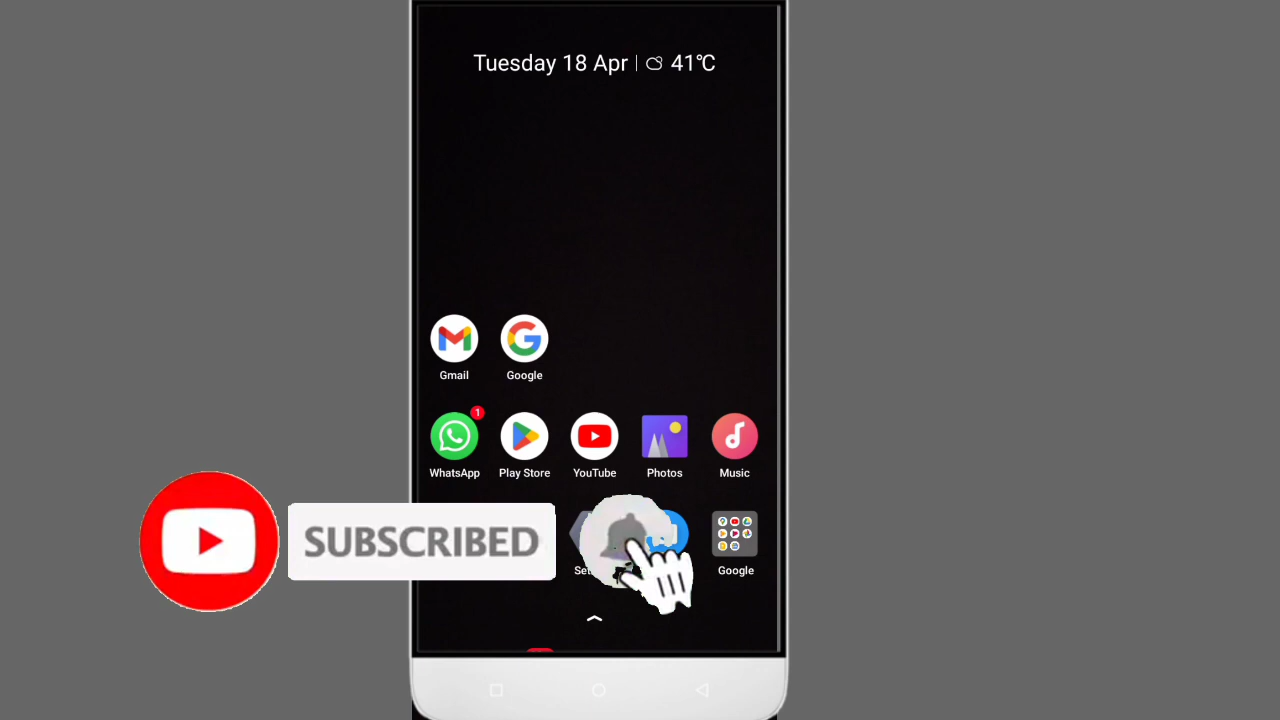 Tuesday 18 Apr | 41°C
Gmail
Google
1
WhatsApp
Play Store
YouTube
Photos
Music
SUBSCRIBED
Google